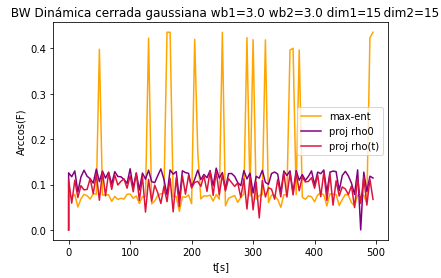 BW Dinámica cerrada gaussiana wb1=3.0 wb2=3.0 dim1=15 dim2=15
Arccos(F)
0.4
0.3
0.2
0.1
0.0
max-ent
proj rho0
proj rho(t)
0 100 200 300 400 500
t[s]